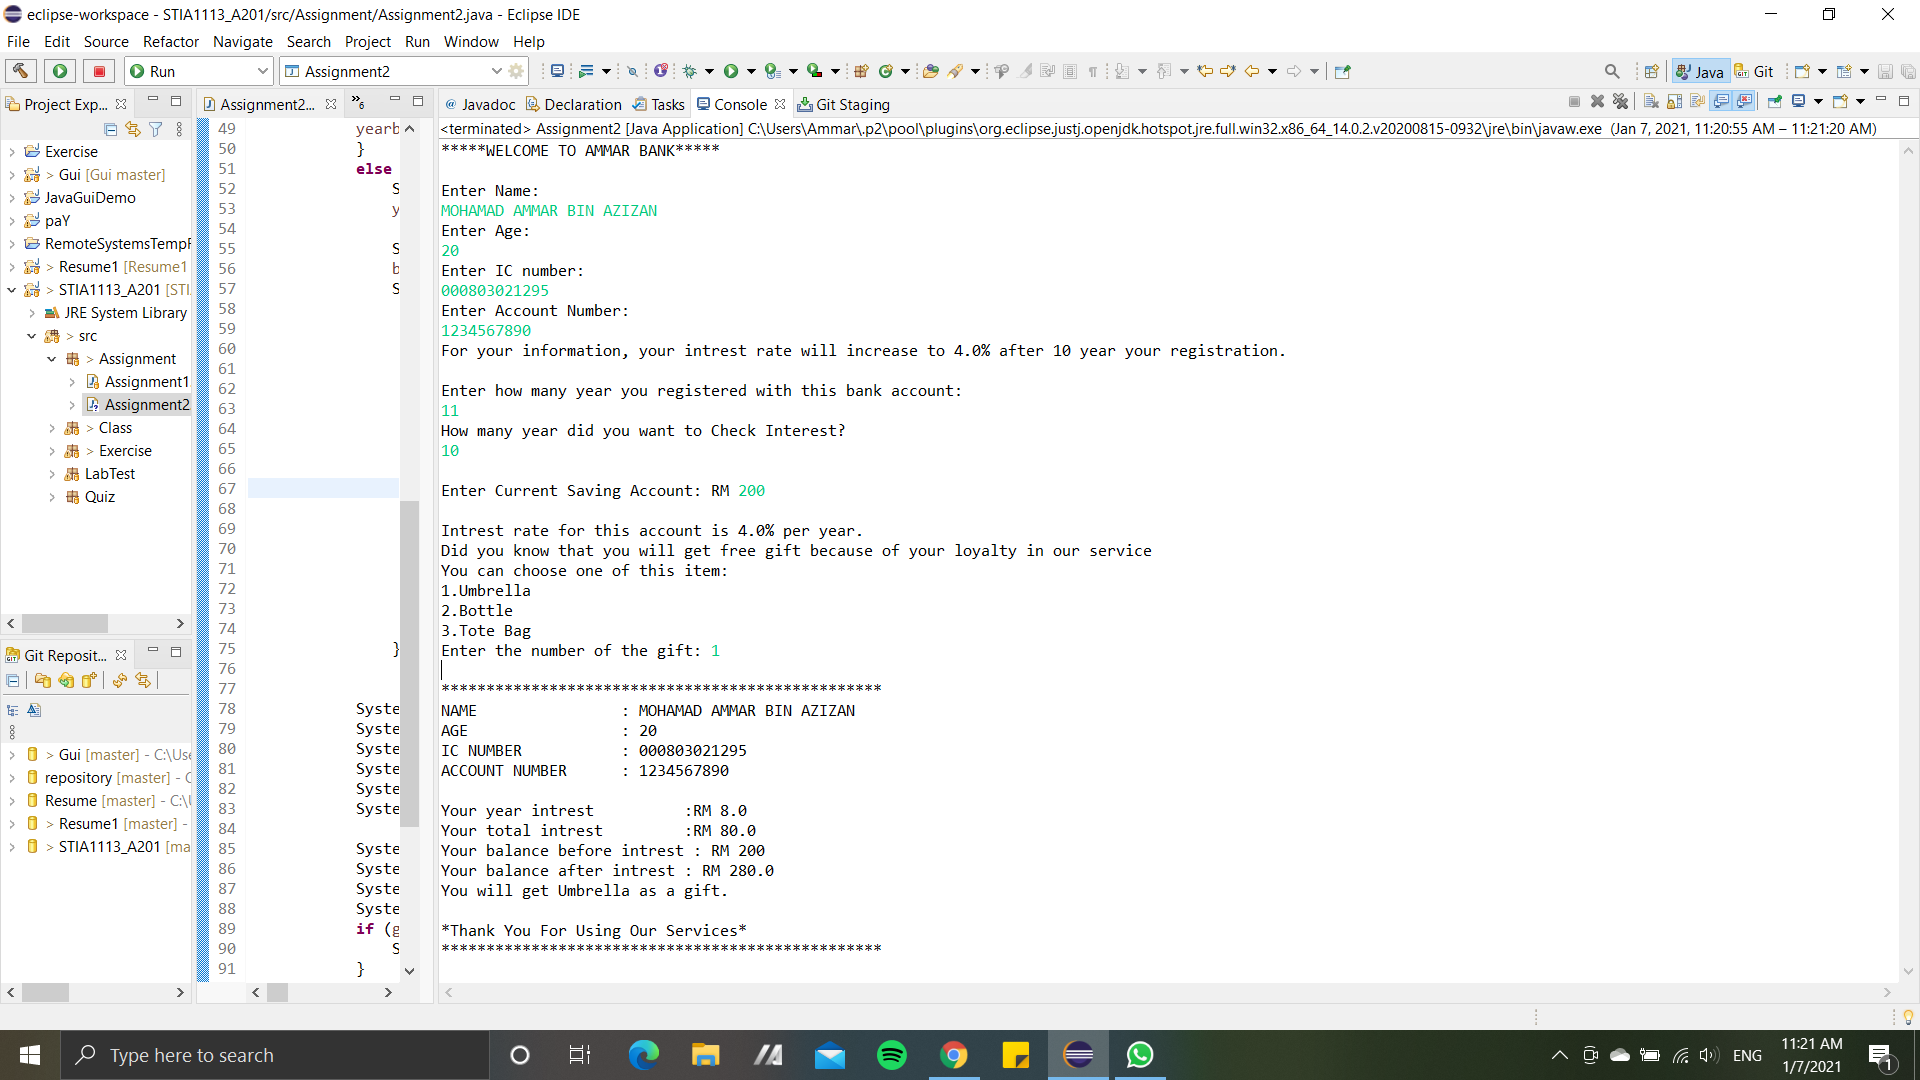 eclipse-workspace - STIA1113_A201/src/Assignment/Assignment2.java - Eclipse IDE
File Edit Source Refactor Navigate Search Project Run Window Help
Run Assignment2 Java Git
Project Exp...
Exercise
> Gui [Gui master]
JavaGuiDemo
paY
RemoteSystemsTempF
> Resume1 [Resume1
> STIA1113_A201 [STI
JRE System Library
> src
> Assignment
Assignment1
Assignment2
> Class
> Exercise
LabTest
Quiz
Git Reposit...
> Gui [master] - C:\Use
repository [master] - C
Resume [master] - C:\U
> Resume1 [master] -
> STIA1113_A201 [ma
Assignment2... »6
49 yearb
50 }
51 else
52 S
53 y
54
55 S
56 b
57 S
58
59
60
61
62
63
64
65
66
67
68
69
70
71
72
73
74
75 }
76
77
78 Syste
79 Syste
80 Syste
81 Syste
82 Syste
83 Syste
84
85 Syste
86 Syste
87 Syste
88 Syste
89 if (g
90 S
91 }
@ Javadoc Declaration Tasks Console Git Staging
<terminated> Assignment2 [Java Application] C:\Users\Ammar\.p2\pool\plugins\org.eclipse.justj.openjdk.hotspot.jre.full.win32.x86_64_14.0.2.v20200815-0932\jre\bin\javaw.exe (Jan 7, 2021, 11:20:55 AM – 11:21:20 AM)
*****WELCOME TO AMMAR BANK*****
Enter Name:
MOHAMAD AMMAR BIN AZIZAN
Enter Age:
20
Enter IC number:
000803021295
Enter Account Number:
1234567890
For your information, your intrest rate will increase to 4.0% after 10 year your registration.
Enter how many year you registered with this bank account:
11
How many year did you want to Check Interest?
10
Enter Current Saving Account: RM 200
Intrest rate for this account is 4.0% per year.
Did you know that you will get free gift because of your loyalty in our service
You can choose one of this item:
1.Umbrella
2.Bottle
3.Tote Bag
Enter the number of the gift: 1
*************************************************
NAME : MOHAMAD AMMAR BIN AZIZAN
AGE : 20
IC NUMBER : 000803021295
ACCOUNT NUMBER : 1234567890
Your year intrest :RM 8.0
Your total intrest :RM 80.0
Your balance before intrest : RM 200
Your balance after intrest : RM 280.0
You will get Umbrella as a gift.
*Thank You For Using Our Services*
*************************************************
Type here to search
ENG
11:21 AM
1/7/2021
1